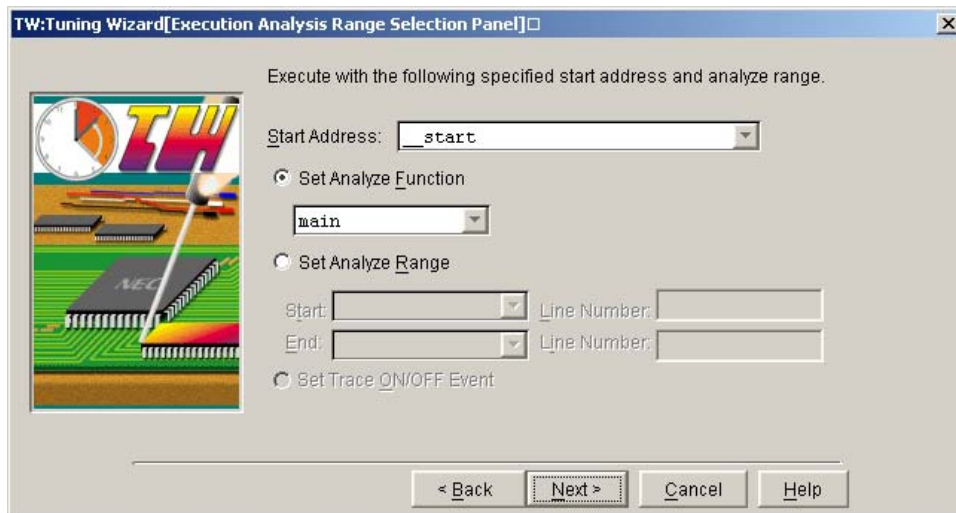 TW:Tuning Wizard[Execution Analysis Range Selection Panel]□
Execute with the following specified start address and analyze range.
TW
Start Address: __start
Set Analyze Function
main
NEC
Set Analyze Range
Start: Line Number:
End: Line Number:
Set Trace ON/OFF Event
< Back Next > Cancel Help